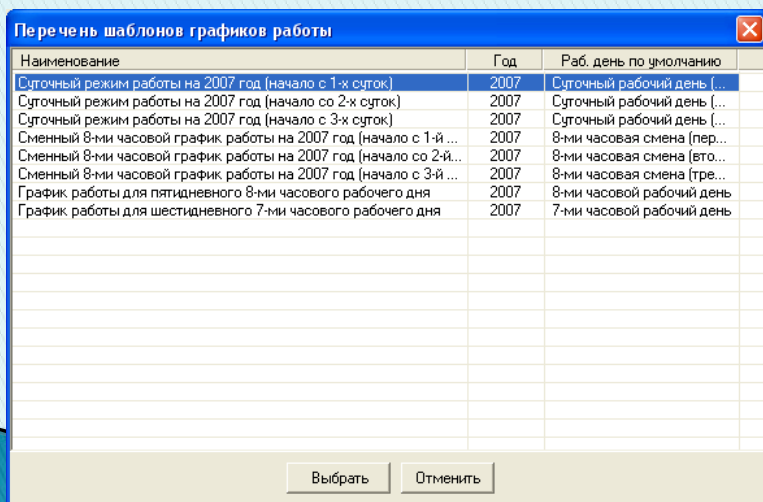 Перечень шаблонов графиков работы
Наименование Год Раб. день по умолчанию
Суточный режим работы на 2007 год (начало с 1-х суток) 2007 Суточный рабочий день (...
Суточный режим работы на 2007 год (начало со 2-х суток) 2007 Суточный рабочий день (...
Суточный режим работы на 2007 год (начало с 3-х суток) 2007 Суточный рабочий день (...
Сменный 8-ми часовой график работы на 2007 год (начало с 1-й ... 2007 8-ми часовая смена (пер...
Сменный 8-ми часовой график работы на 2007 год (начало со 2-й... 2007 8-ми часовая смена (вто...
Сменный 8-ми часовой график работы на 2007 год (начало с 3-й ... 2007 8-ми часовая смена (тре...
График работы для пятидневного 8-ми часового рабочего дня 2007 8-ми часовой рабочий день
График работы для шестидневного 7-ми часового рабочего дня 2007 7-ми часовой рабочий день
Выбрать Отменить